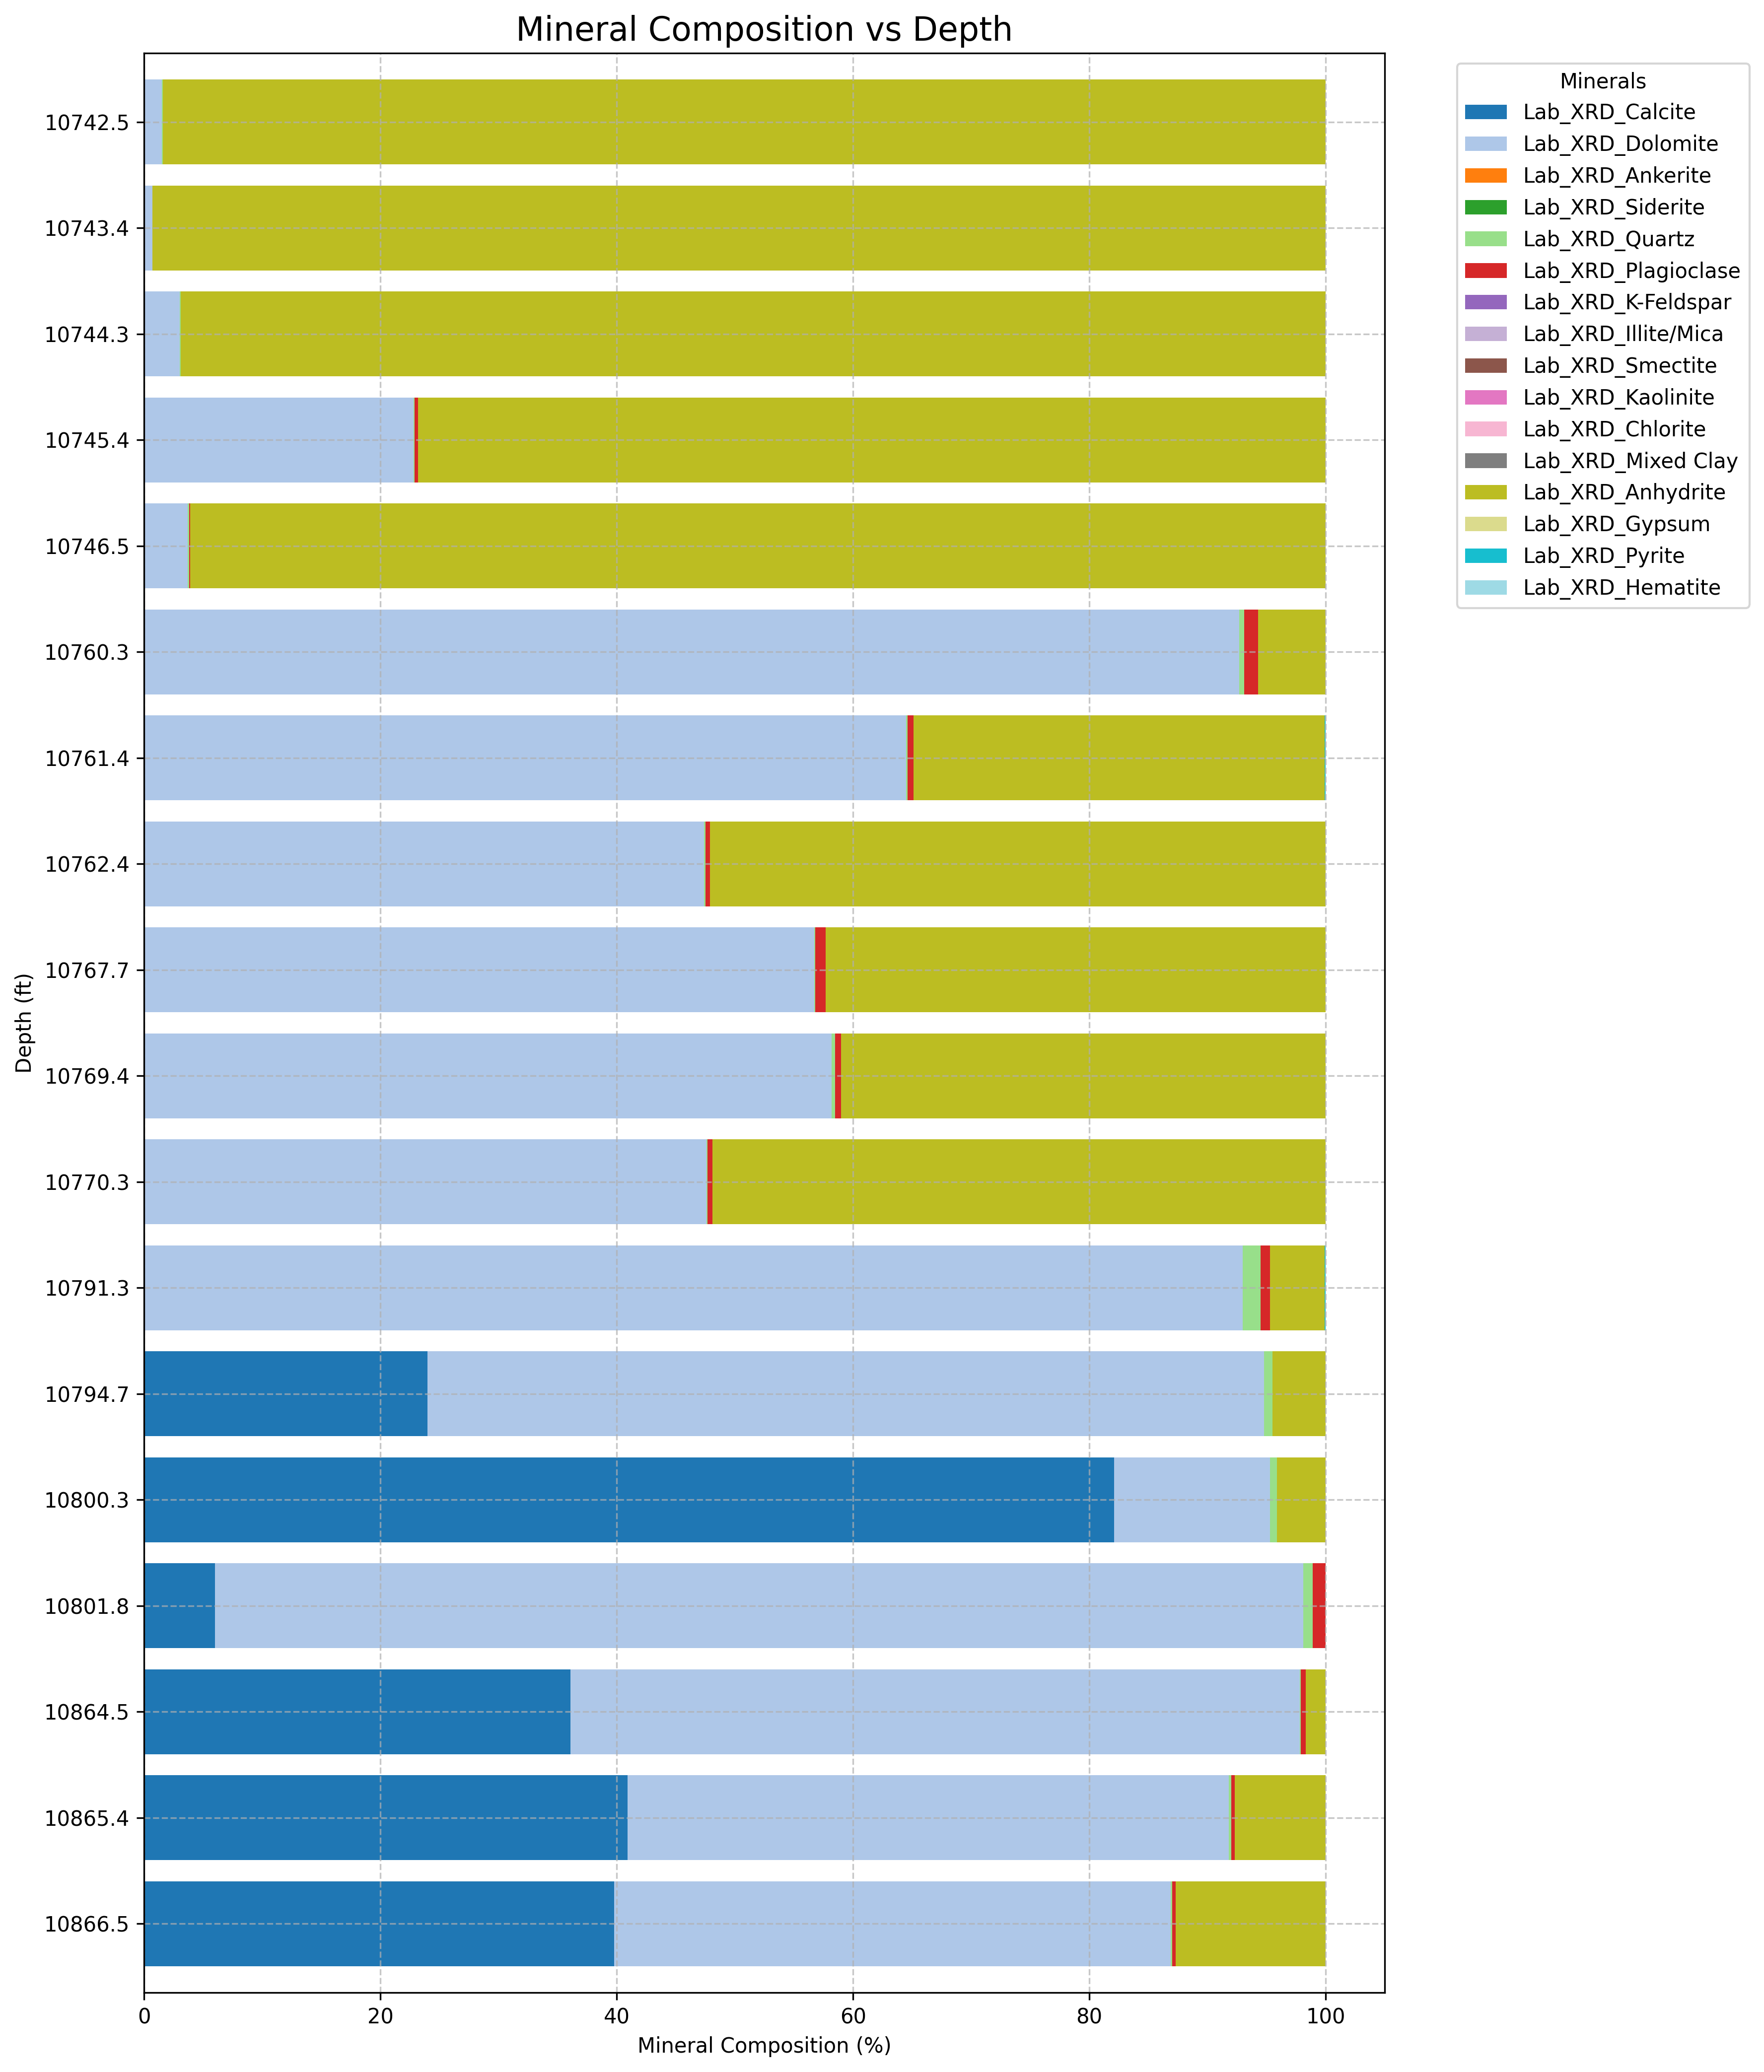 Mineral Composition vs Depth
Minerals
Lab_XRD_Calcite
Lab_XRD_Dolomite
Lab_XRD_Ankerite
Lab_XRD_Siderite
Lab_XRD_Quartz
Lab_XRD_Plagioclase
Lab_XRD_K-Feldspar
Lab_XRD_Illite/Mica
Lab_XRD_Smectite
Lab_XRD_Kaolinite
Lab_XRD_Chlorite
Lab_XRD_Mixed Clay
Lab_XRD_Anhydrite
Lab_XRD_Gypsum
Lab_XRD_Pyrite
Lab_XRD_Hematite
Depth (ft)
10742.5
10743.4
10744.3
10745.4
10746.5
10760.3
10761.4
10762.4
10767.7
10769.4
10770.3
10791.3
10794.7
10800.3
10801.8
10864.5
10865.4
10866.5
0 20 40 60 80 100
Mineral Composition (%)